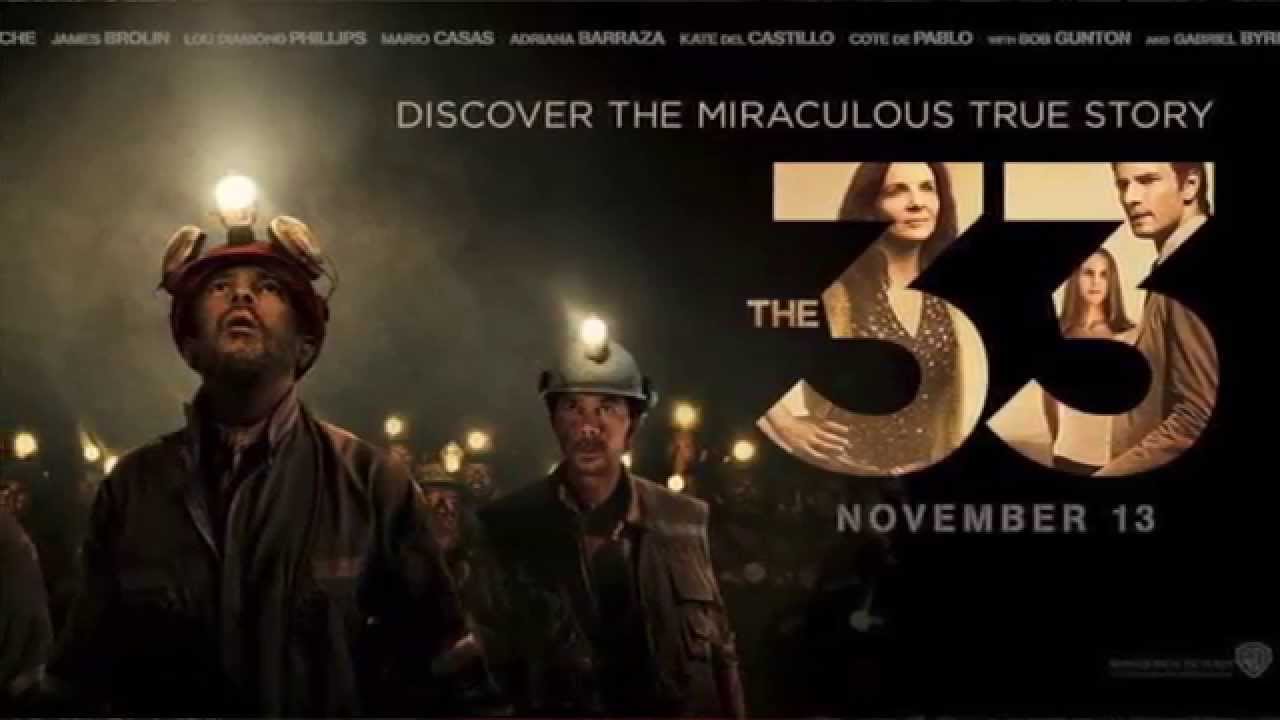 CHE JAMES BROLIN LOU DIAMOND PHILLIPS MARIO CASAS ADRIANA BARRAZA KATE DEL CASTILLO COTE DE PABLO WITH BOB GUNTON AND GABRIEL BYR
DISCOVER THE MIRACULOUS TRUE STORY
THE 33
NOVEMBER 13
WB